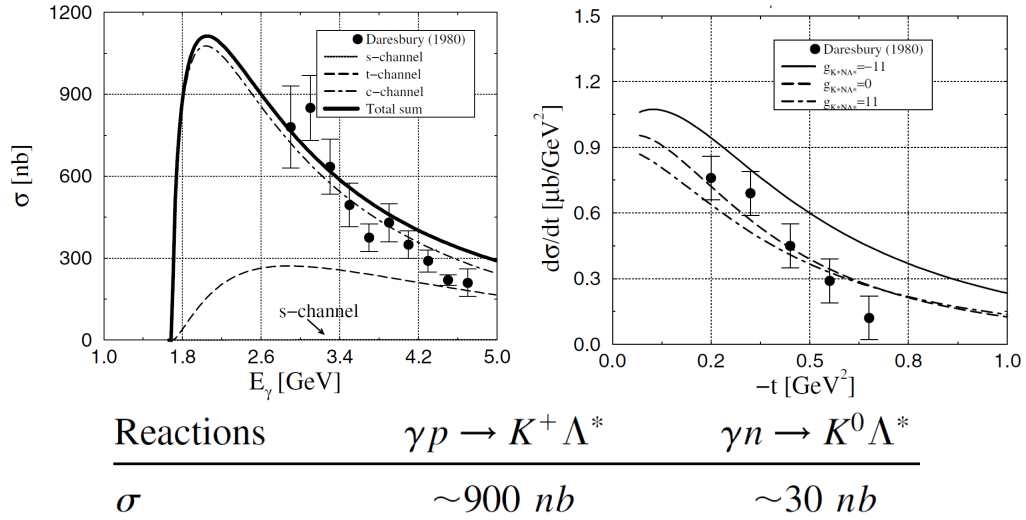 1200
900
600
300
0
σ [nb]
Daresbury (1980)
s−channel
t−channel
c−channel
Total sum
s−channel
1.0 1.8 2.6 3.4 4.2 5.0
E_γ [GeV]
1.5
1.2
0.9
0.6
0.3
0.0
dσ/dt [μb/GeV²]
Daresbury (1980)
g_K*NΛ*=−11
g_K*NΛ*=0
g_K*NΛ*=11
0.0 0.2 0.5 0.8 1.0
−t [GeV²]
Reactions γp → K⁺Λ* γn → K⁰Λ*
σ ~900 nb ~30 nb